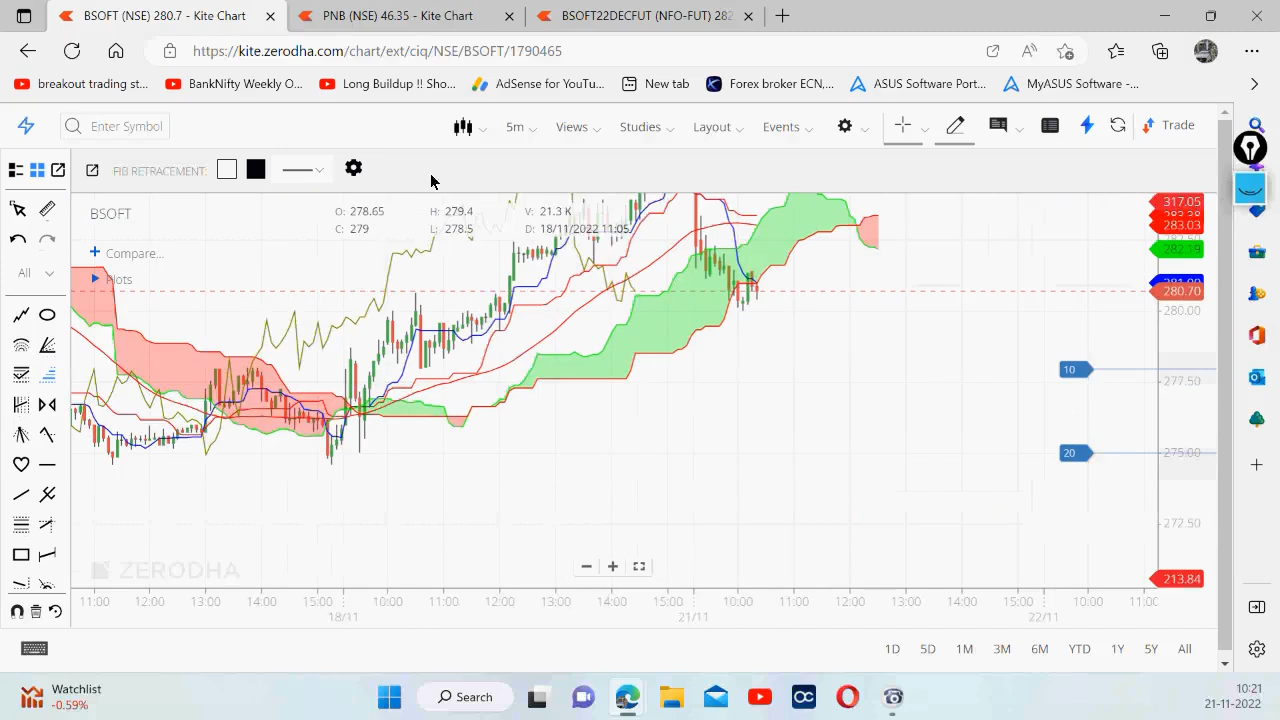 BSOFT (NSE) 280.7 - Kite Chart
PNB (NSE) 46.35 - Kite Chart
BSOFT22DECFUT (NFO-FUT) 282
https://kite.zerodha.com/chart/ext/ciq/NSE/BSOFT/1790465
breakout trading st...
BankNifty Weekly O...
Long Buildup !! Sho...
AdSense for YouTu...
New tab
Forex broker ECN,...
ASUS Software Port...
MyASUS Software -...
Enter Symbol
5m
Views
Studies
Layout
Events
Trade
FIB RETRACEMENT:
BSOFT
O: 278.65
H: 279.4
V: 21.3 K
C: 279
D: 18/11/2022 11:05
Compare...
Plots
All
317.05
283.03
282.19
280.70
280.00
10
277.50
20
275.00
272.50
213.84
ZERODHA
11:00 12:00 13:00 14:00 15:00 10:00 11:00 12:00 13:00 14:00 15:00 10:00 11:00 12:00 13:00 14:00 15:00 10:00 11:00
18/11 21/11 22/11
1D 5D 1M 3M 6M YTD 1Y 5Y All
Watchlist
-0.59%
Search
OC
10:21
21-11-2022